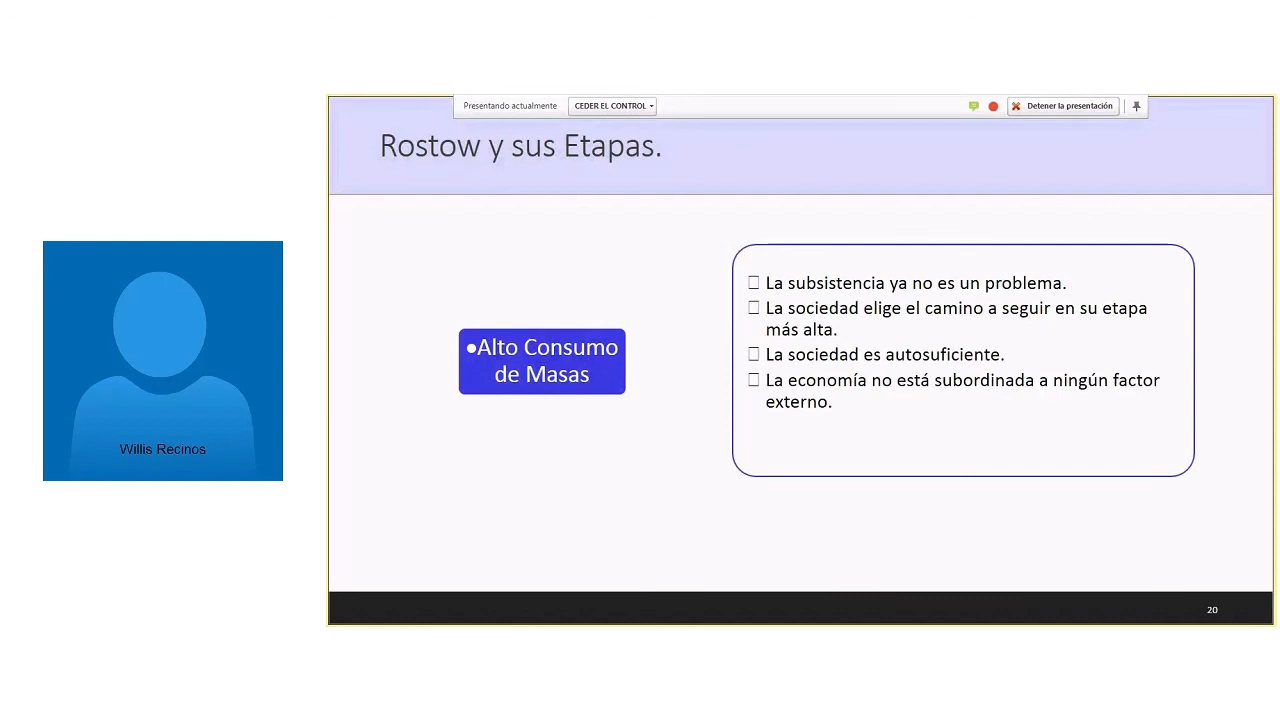 Presentando actualmente CEDER EL CONTROL Detener la presentación
Rostow y sus Etapas.
•Alto Consumo
de Masas
La subsistencia ya no es un problema.
La sociedad elige el camino a seguir en su etapa
más alta.
La sociedad es autosuficiente.
La economía no está subordinada a ningún factor
externo.
Willis Recinos
20